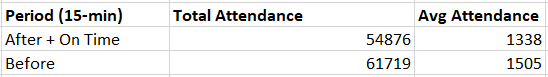 Period (15-min) Total Attendance Avg Attendance
After + On Time 54876 1338
Before 61719 1505